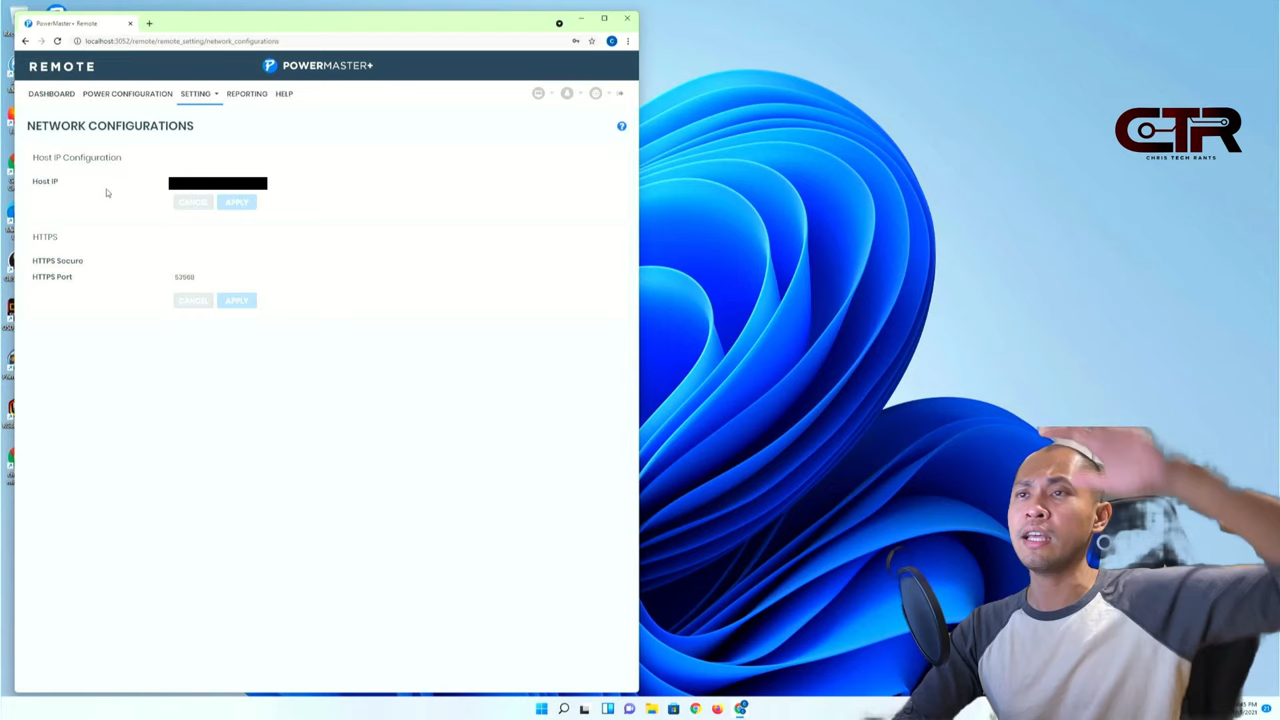 PowerMaster+ Remote
localhost:3052/remote/remote_setting/network_configurations
REMOTE
POWERMASTER+
DASHBOARD POWER CONFIGURATION SETTING REPORTING HELP
NETWORK CONFIGURATIONS
Host IP Configuration
Host IP
CANCEL APPLY
HTTPS
HTTPS Secure
HTTPS Port 53568
CANCEL APPLY
CTR
CHRIS TECH RANTS